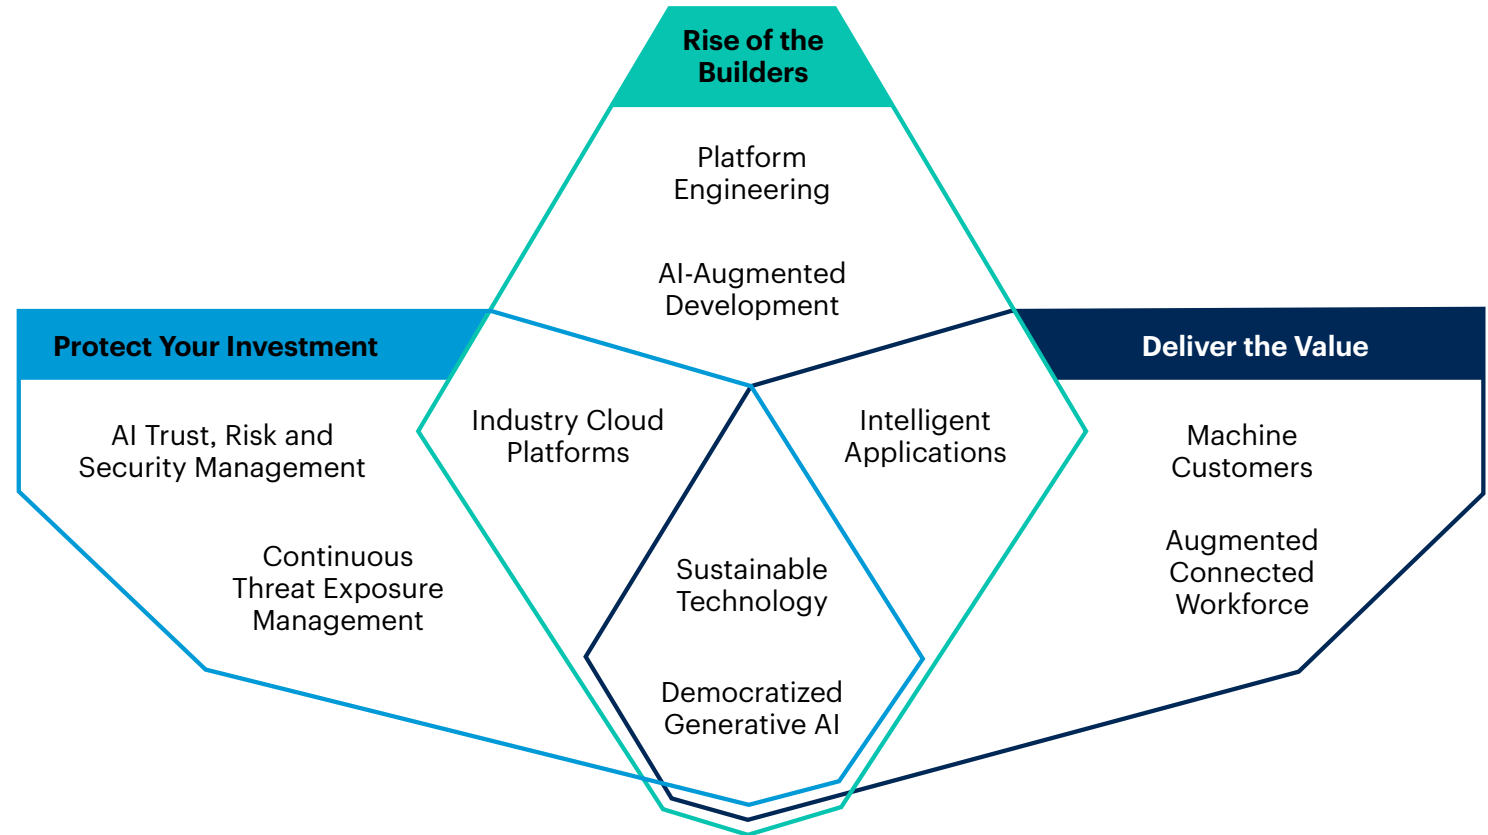 Rise of the
Builders
Platform
Engineering
AI-Augmented
Development
Protect Your Investment
Deliver the Value
AI Trust, Risk and
Security Management
Continuous
Threat Exposure
Management
Industry Cloud
Platforms
Intelligent
Applications
Machine
Customers
Augmented
Connected
Workforce
Sustainable
Technology
Democratized
Generative AI